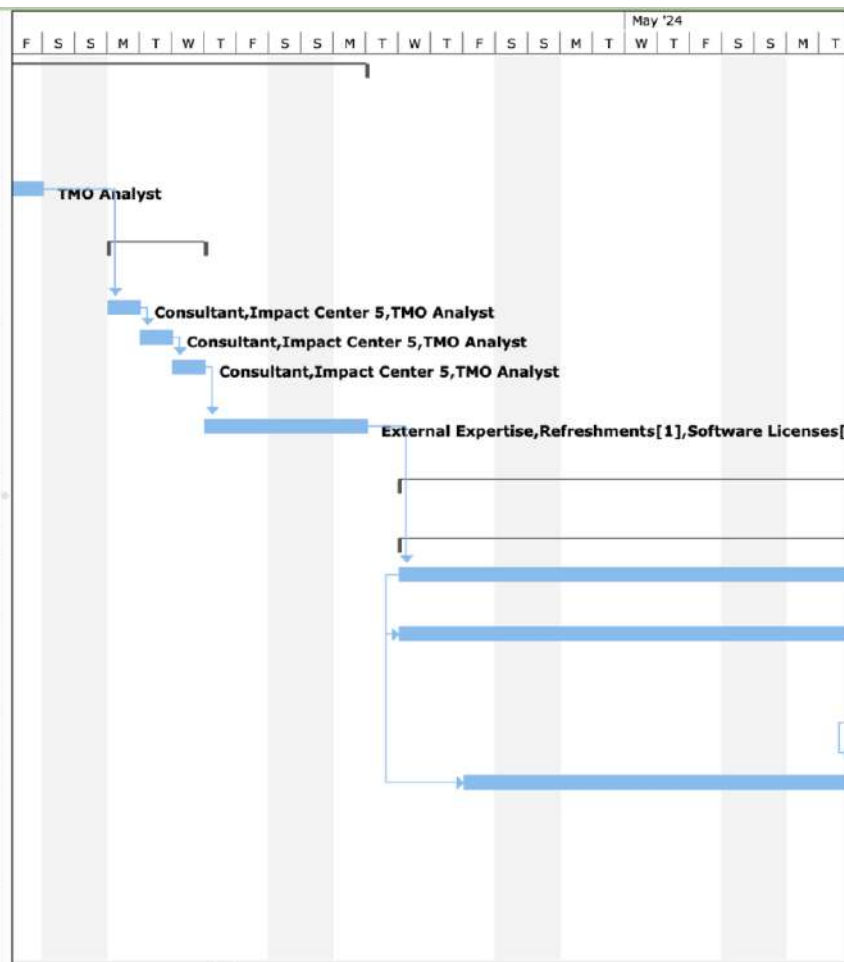 May '24
F S S M T W T F S S M T W T F S S M T W T F S S M T
TMO Analyst
Consultant,Impact Center 5,TMO Analyst
Consultant,Impact Center 5,TMO Analyst
Consultant,Impact Center 5,TMO Analyst
External Expertise,Refreshments[1],Software Licenses[